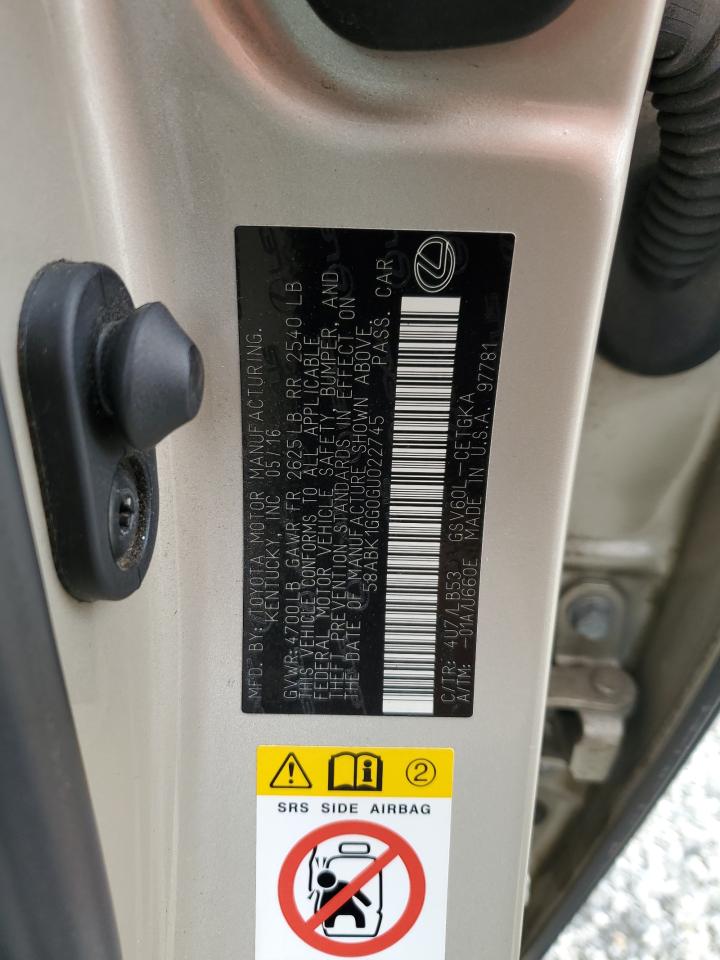 MFD. BY: TOYOTA MOTOR MANUFACTURING.
KENTUCKY, INC 05/16
GVWR: 4700LB GAWR FR 2625 LB RR 2540 LB
THIS VEHICLE CONFORMS TO ALL APPLICABLE
FEDERAL MOTOR VEHICLE SAFETY, BUMPER, AND
THEFT PREVENTION STANDARDS IN EFFECT ON
THE DATE OF MANUFACTURE SHOWN ABOVE.
58ABK1GG0GU022745 PASS. CAR
C/TR: 4U7/LB53 GSV60L-CETGKA
A/TM: -01A/U660E MADE IN U.S.A. 97781
2
SRS SIDE AIRBAG